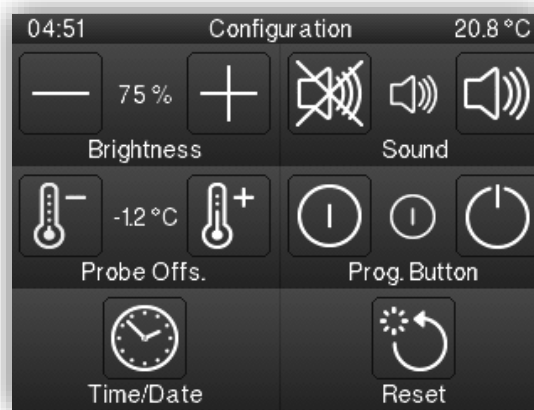 04:51 Configuration 20.8 °C
75 %
Brightness Sound
-1.2 °C
Probe Offs. Prog. Button
Time/Date Reset